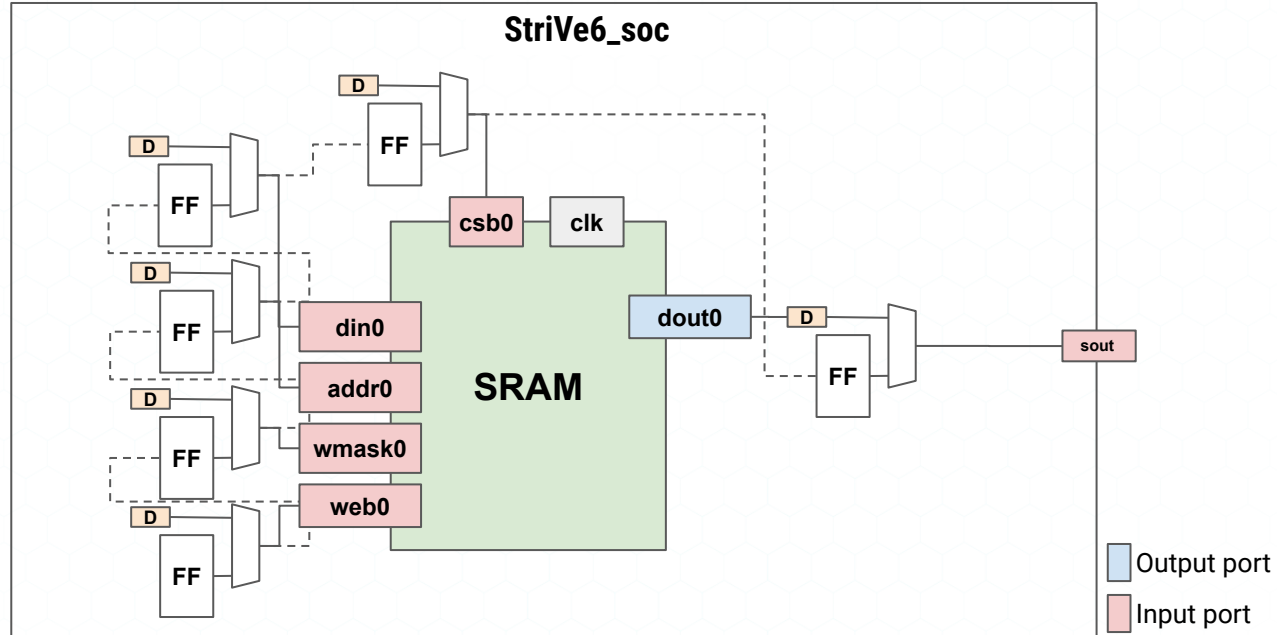 StriVe6_soc
D
FF
D
FF
csb0
clk
D
FF
din0
dout0
D
FF
sout
addr0
SRAM
D
FF
wmask0
web0
D
FF
Output port
Input port